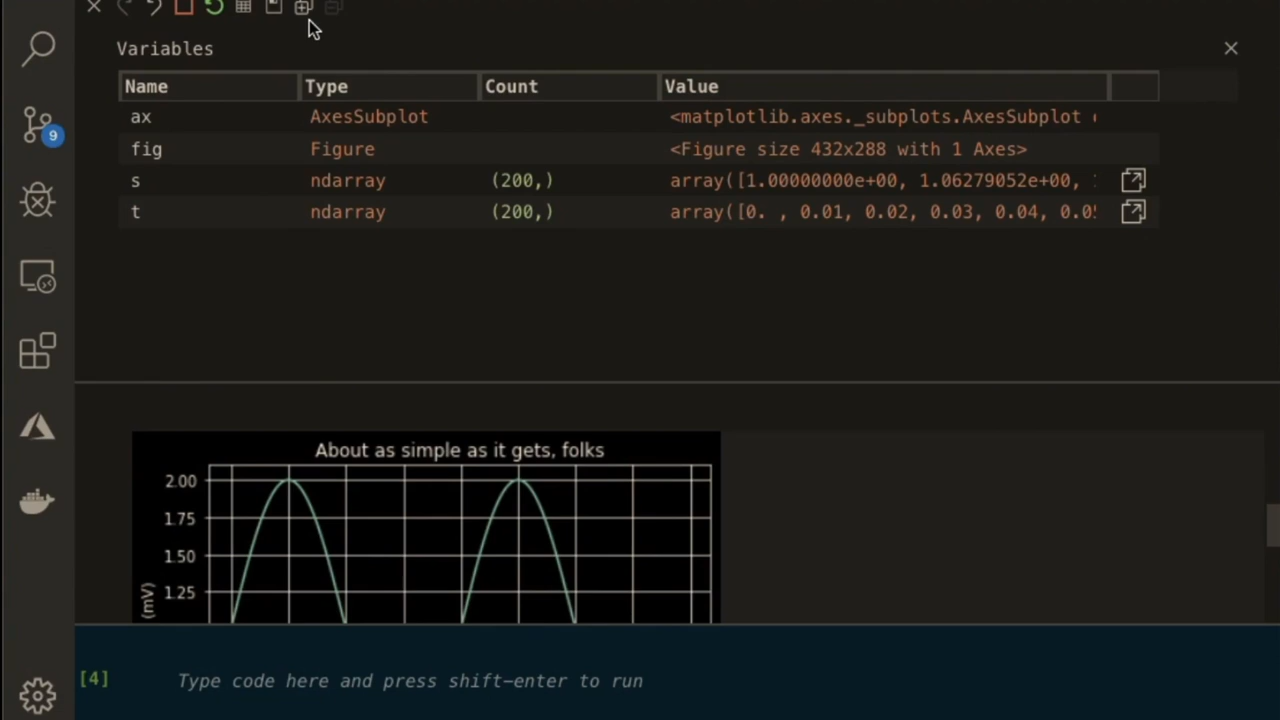 Variables
Name Type Count Value
ax AxesSubplot <matplotlib.axes._subplots.AxesSubplot
fig Figure <Figure size 432x288 with 1 Axes>
s ndarray (200,) array([1.00000000e+00, 1.06279052e+00,
t ndarray (200,) array([0. , 0.01, 0.02, 0.03, 0.04, 0.05
9
About as simple as it gets, folks
2.00
1.75
1.50
1.25
(mV)
[4] Type code here and press shift-enter to run